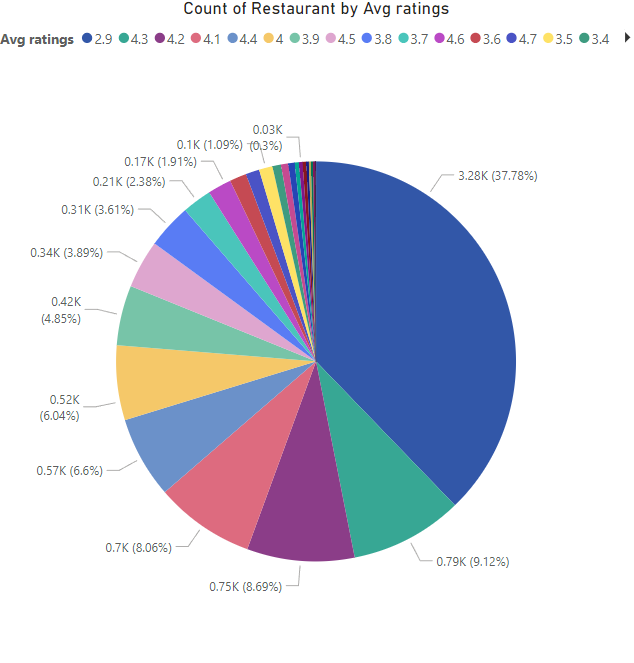 Count of Restaurant by Avg ratings
Avg ratings 2.9 4.3 4.2 4.1 4.4 4 3.9 4.5 3.8 3.7 4.6 3.6 4.7 3.5 3.4
0.03K
(0.3%)
0.1K (1.09%)
0.17K (1.91%)
0.21K (2.38%)
0.31K (3.61%)
0.34K (3.89%)
0.42K
(4.85%)
0.52K
(6.04%)
0.57K (6.6%)
0.7K (8.06%)
0.75K (8.69%)
0.79K (9.12%)
3.28K (37.78%)